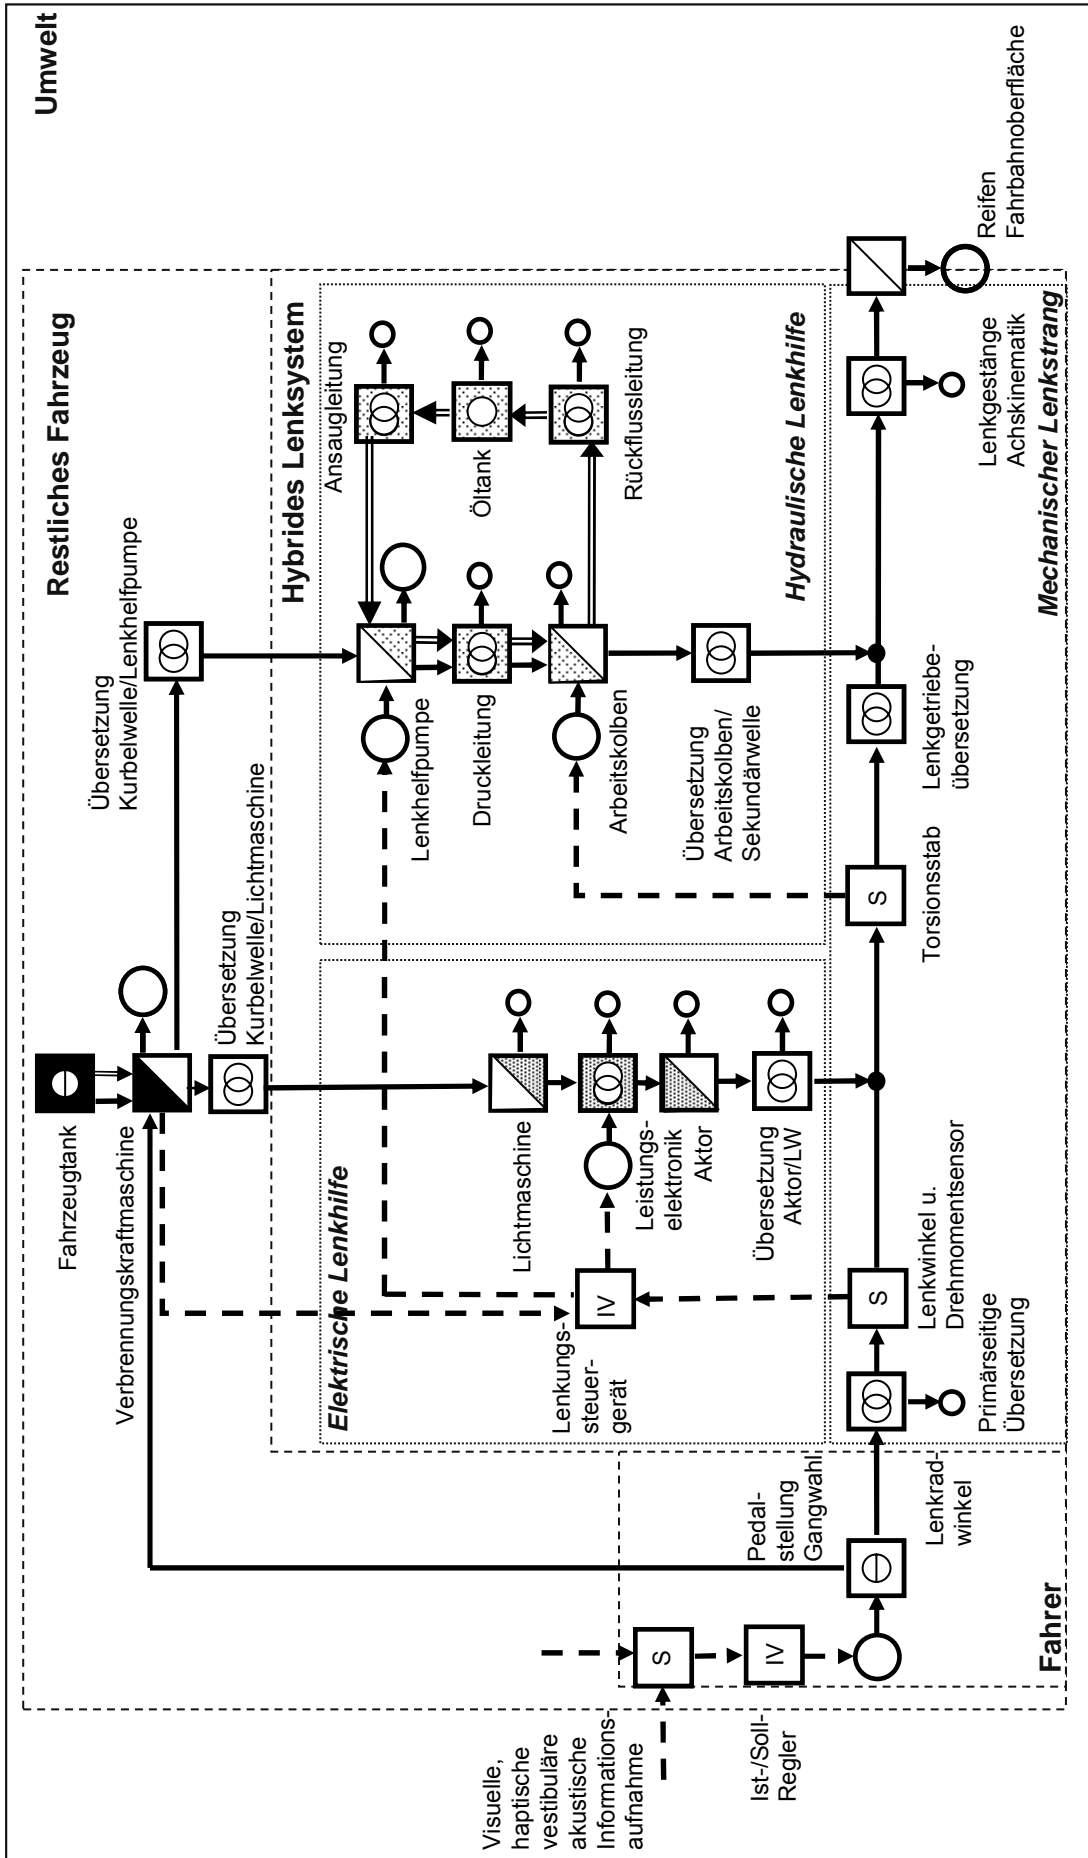 Umwelt
Restliches Fahrzeug
Fahrzeugtank
Verbrennungskraftmaschine
Übersetzung
Kurbelwelle/Lichtmaschine
Übersetzung
Kurbelwelle/Lenkhelfpumpe
Hybrides Lenksystem
Elektrische Lenkhilfe
Lenkungs-
steuer-
gerät
IV
Lichtmaschine
Leistungs-
elektronik
Aktor
Übersetzung
Aktor/LW
Ansaugleitung
Öltank
Rückflussleitung
Lenkhelfpumpe
Druckleitung
Arbeitskolben
Übersetzung
Arbeitskolben/
Sekundärwelle
Hydraulische Lenkhilfe
Visuelle,
haptische
vestibuläre
akustische
Informations-
aufnahme
S
Ist-/Soll-
Regler
IV
Fahrer
Pedal-
stellung
Gangwahl
Lenkrad-
winkel
Primärseitige
Übersetzung
S
Lenkwinkel u.
Drehmomentsensor
S
Torsionsstab
Lenkgetriebe-
übersetzung
Lenkgestänge
Achskinematik
Mechanischer Lenkstrang
Reifen
Fahrbahnoberfläche